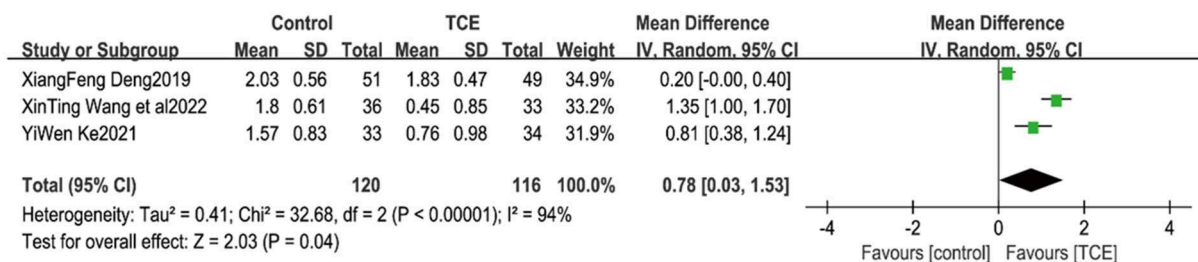 Control TCE Mean Difference Mean Difference
Study or Subgroup Mean SD Total Mean SD Total Weight IV, Random, 95% CI IV, Random, 95% CI
XiangFeng Deng2019 2.03 0.56 51 1.83 0.47 49 34.9% 0.20 [-0.00, 0.40]
XinTing Wang et al2022 1.8 0.61 36 0.45 0.85 33 33.2% 1.35 [1.00, 1.70]
YiWen Ke2021 1.57 0.83 33 0.76 0.98 34 31.9% 0.81 [0.38, 1.24]
Total (95% CI) 120 116 100.0% 0.78 [0.03, 1.53]
Heterogeneity: Tau² = 0.41; Chi² = 32.68, df = 2 (P < 0.00001); I² = 94%
Test for overall effect: Z = 2.03 (P = 0.04)
-4 -2 0 2 4
Favours [control] Favours [TCE]